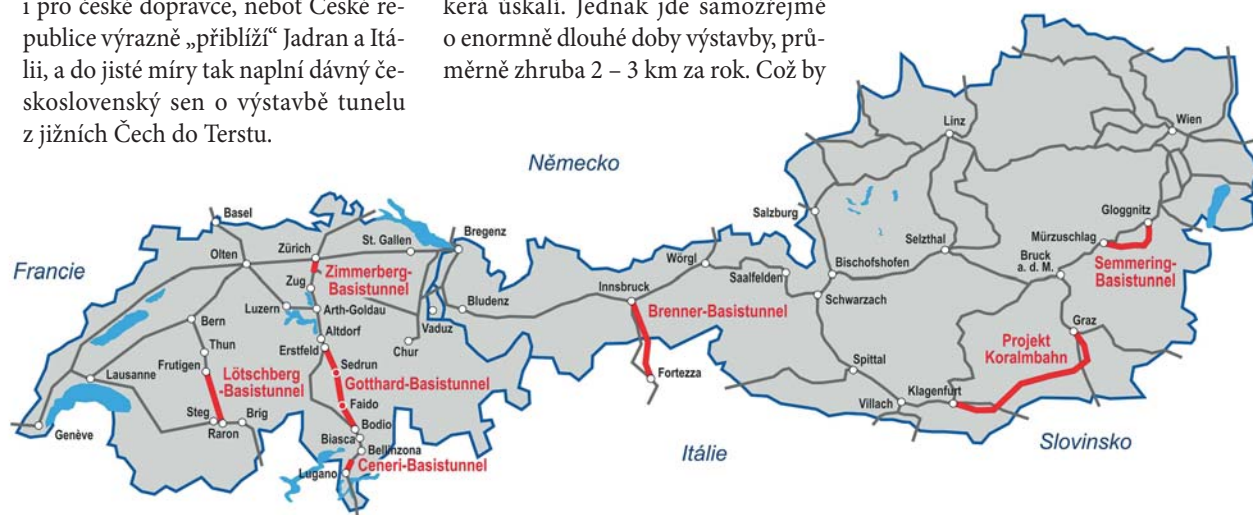 i pro české dopravce, neboť České re-
publice výrazně „přiblíží“ Jadran a Itá-
lii, a do jisté míry tak naplní dávný če-
skoslovenský sen o výstavbě tunelu
z jižních Čech do Terstu.
kerá úskalí. Jednak jde samozřejmě
o enormně dlouhé doby výstavby, prů-
měrně zhruba 2 – 3 km za rok. Což by
Německo
Francie
Itálie
Slovinsko
Basel
Olten
Zürich
St. Gallen
Bregenz
Zimmerberg-
Basistunnel
Zug
Luzern
Arth-Goldau
Altdorf
Erstfeld
Vaduz
Bludenz
Chur
Bern
Thun
Frutigen
Lausanne
Lötschberg
-Basistunnel
Sedrun
Gotthard-Basistunnel
Faido
Steg
Raron
Brig
Bodio
Biasca
Bellinzona
Ceneri-Basistunnel
Lugano
Genève
Innsbruck
Brenner-Basistunnel
Fortezza
Wörgl
Saalfelden
Salzburg
Bischofshofen
Schwarzach
Linz
Wien
Selzthal
Gloggnitz
Mürzuschlag
Semmering-
Basistunnel
Bruck
a. d. M.
Graz
Projekt
Koralmbahn
Spittal
Villach
Klagenfurt